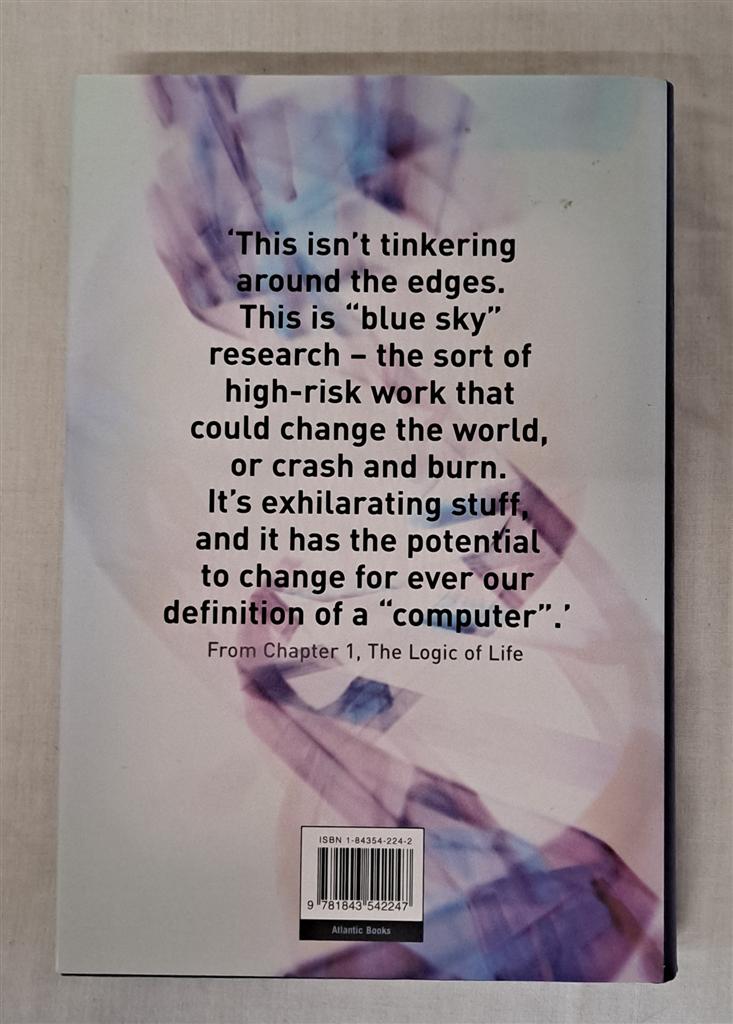 ‘This isn’t tinkering
around the edges.
This is “blue sky”
research – the sort of
high-risk work that
could change the world,
or crash and burn.
It’s exhilarating stuff,
and it has the potential
to change for ever our
definition of a “computer”.’
From Chapter 1, The Logic of Life
ISBN 1-84354-224-2
9 781843 542247
Atlantic Books